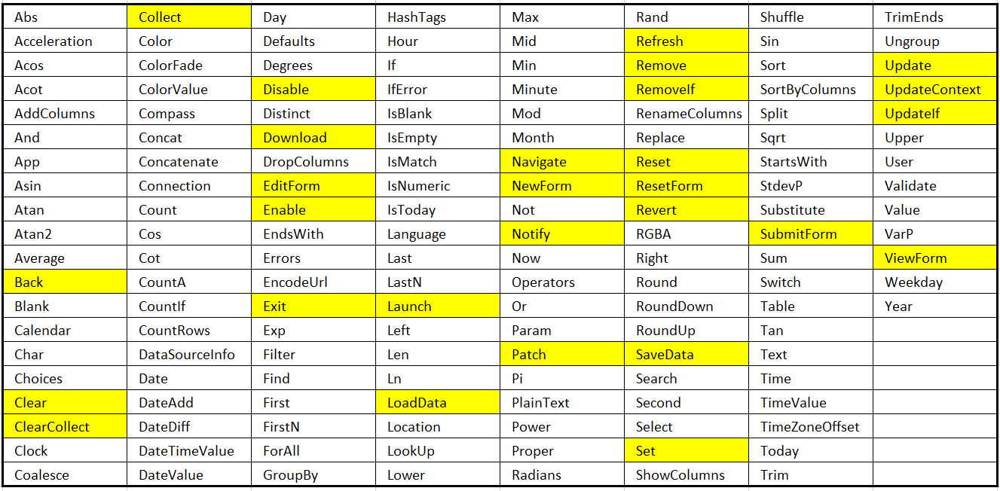 Abs Collect Day HashTags Max Rand Shuffle TrimEnds
Acceleration Color Defaults Hour Mid Refresh Sin Ungroup
Acos ColorFade Degrees If Min Remove Sort Update
Acot ColorValue Disable IfError Minute RemoveIf SortByColumns UpdateContext
AddColumns Compass Distinct IsBlank Mod RenameColumns Split UpdateIf
And Concat Download IsEmpty Month Replace Sqrt Upper
App Concatenate DropColumns IsMatch Navigate Reset StartsWith User
Asin Connection EditForm IsNumeric NewForm ResetForm StdevP Validate
Atan Count Enable IsToday Not Revert Substitute Value
Atan2 Cos EndsWith Language Notify RGBA SubmitForm VarP
Average Cot Errors Last Now Right Sum ViewForm
Back CountA EncodeUrl LastN Operators Round Switch Weekday
Blank CountIf Exit Launch Or RoundDown Table Year
Calendar CountRows Exp Left Param RoundUp Tan
Char DataSourceInfo Filter Len Patch SaveData Text
Choices Date Find Ln Pi Search Time
Clear DateAdd First LoadData PlainText Second TimeValue
ClearCollect DateDiff FirstN Location Power Select TimeZoneOffset
Clock DateTimeValue ForAll LookUp Proper Set Today
Coalesce DateValue GroupBy Lower Radians ShowColumns Trim